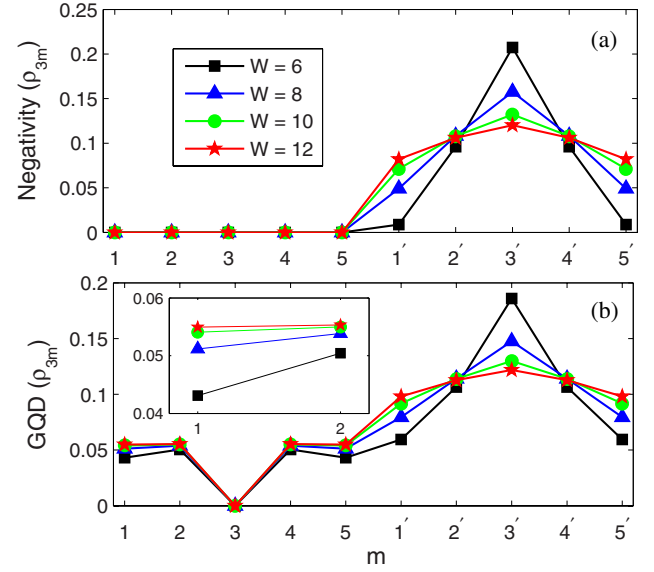 0.25
0.2
0.15
0.1
0.05
0
Negativity (ρ3m)
(a)
W = 6
W = 8
W = 10
W = 12
1 2 3 4 5 1′ 2′ 3′ 4′ 5′
0.2
0.15
0.1
0.05
0
GQD (ρ3m)
(b)
0.06
0.05
0.04
1 2
1 2 3 4 5 1′ 2′ 3′ 4′ 5′
m